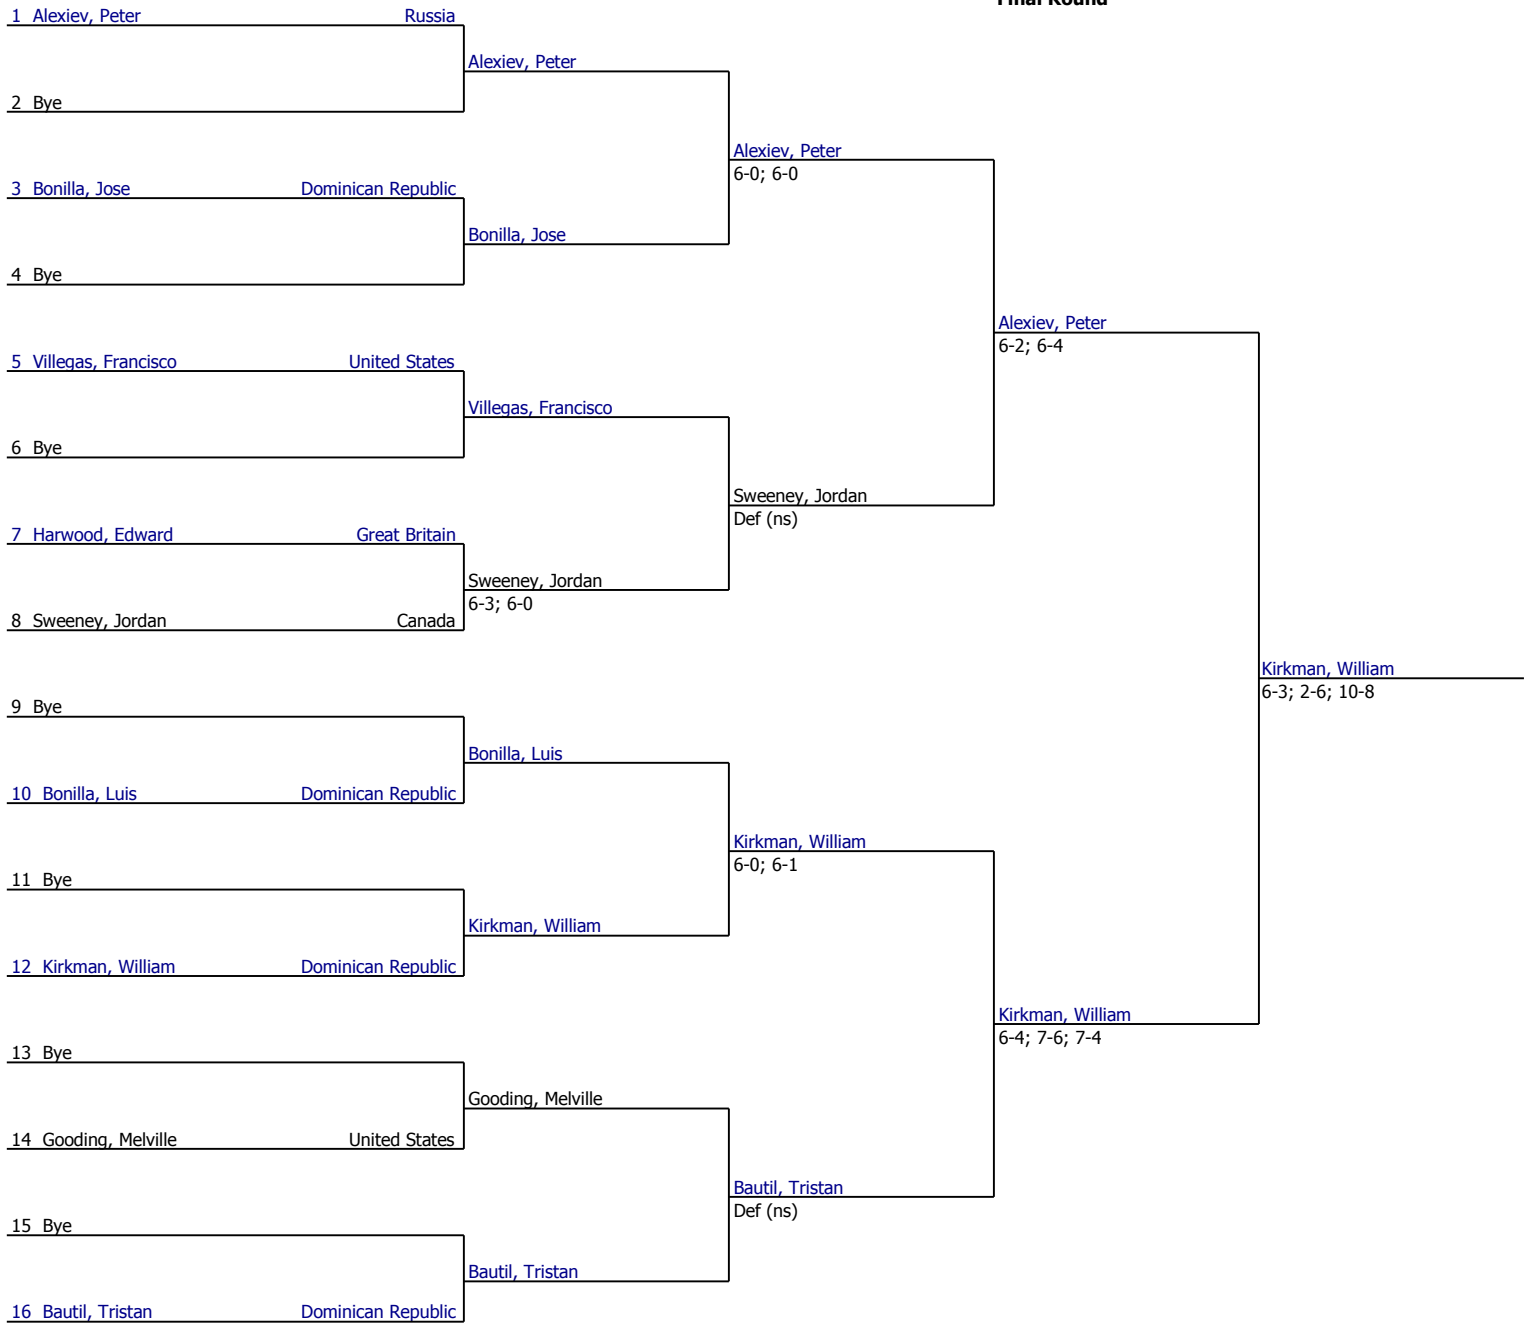 Final Round
1 Alexiev, Peter Russia
Alexiev, Peter
2 Bye
Alexiev, Peter
6-0; 6-0
3 Bonilla, Jose Dominican Republic
Bonilla, Jose
4 Bye
Alexiev, Peter
6-2; 6-4
5 Villegas, Francisco United States
Villegas, Francisco
6 Bye
Sweeney, Jordan
Def (ns)
7 Harwood, Edward Great Britain
Sweeney, Jordan
6-3; 6-0
8 Sweeney, Jordan Canada
Kirkman, William
6-3; 2-6; 10-8
9 Bye
Bonilla, Luis
10 Bonilla, Luis Dominican Republic
Kirkman, William
6-0; 6-1
11 Bye
Kirkman, William
12 Kirkman, William Dominican Republic
Kirkman, William
6-4; 7-6; 7-4
13 Bye
Gooding, Melville
14 Gooding, Melville United States
Bautil, Tristan
Def (ns)
15 Bye
Bautil, Tristan
16 Bautil, Tristan Dominican Republic